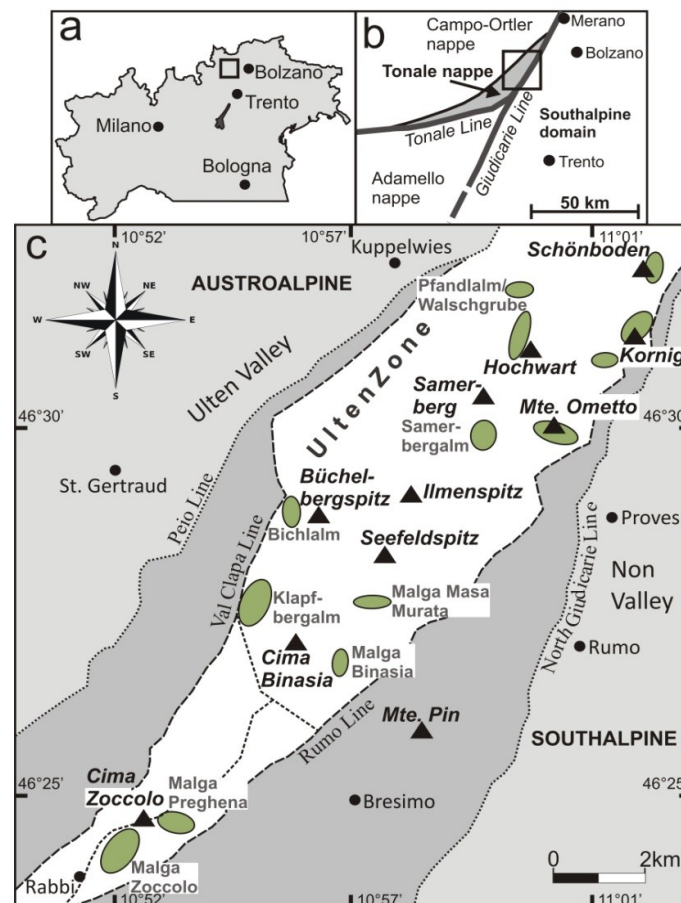 a
Bolzano
Trento
Milano
Bologna
b
Campo-Ortler
nappe
Merano
Bolzano
Tonale nappe
Tonale Line
Giudicarie Line
Southalpine
domain
Trento
Adamello
nappe
50 km
c
10°52'
10°57'
11°01'
Kuppelwies
Schönboden
N
NW
NE
W
E
SW
SE
S
AUSTROALPINE
Pfandlalm/
Walschgrube
Ulten Valley
UltenZone
Hochwart
Kornigl
Samer-
berg
Mte. Ometto
46°30'
46°30'
Samer-
bergalm
St. Gertraud
Peio Line
Büchel-
bergspitz
Ilmenspitz
Bichlalm
Proves
Seefeldspitz
Val Clapa Line
North Giudicarie Line
Non
Valley
Klapf-
bergalm
Malga Masa
Murata
Cima
Binasia
Malga
Binasia
Rumo
Rumo Line
Mte. Pin
SOUTHALPINE
46°25'
46°25'
Cima
Zoccolo
Malga
Preghena
Bresimo
Rabbi
Malga
Zoccolo
0
2km
10°52'
10°57'
11°01'